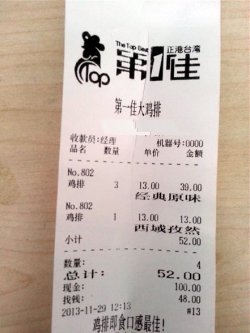 The Top Best
正港台湾
Top
第1佳
第一佳大鸡排
收款员:经理 机器号:0000
品名 数量 单价 金额
No.802
鸡排 3 13.00 39.00
经典原味
No.802
鸡排 1 13.00 13.00
西域孜然
小计 52.00
数量: 4
总计: 52.00
现金: 100.00
找钱: 48.00
2013-11-29 12:13 #13
鸡排即食口感最佳!